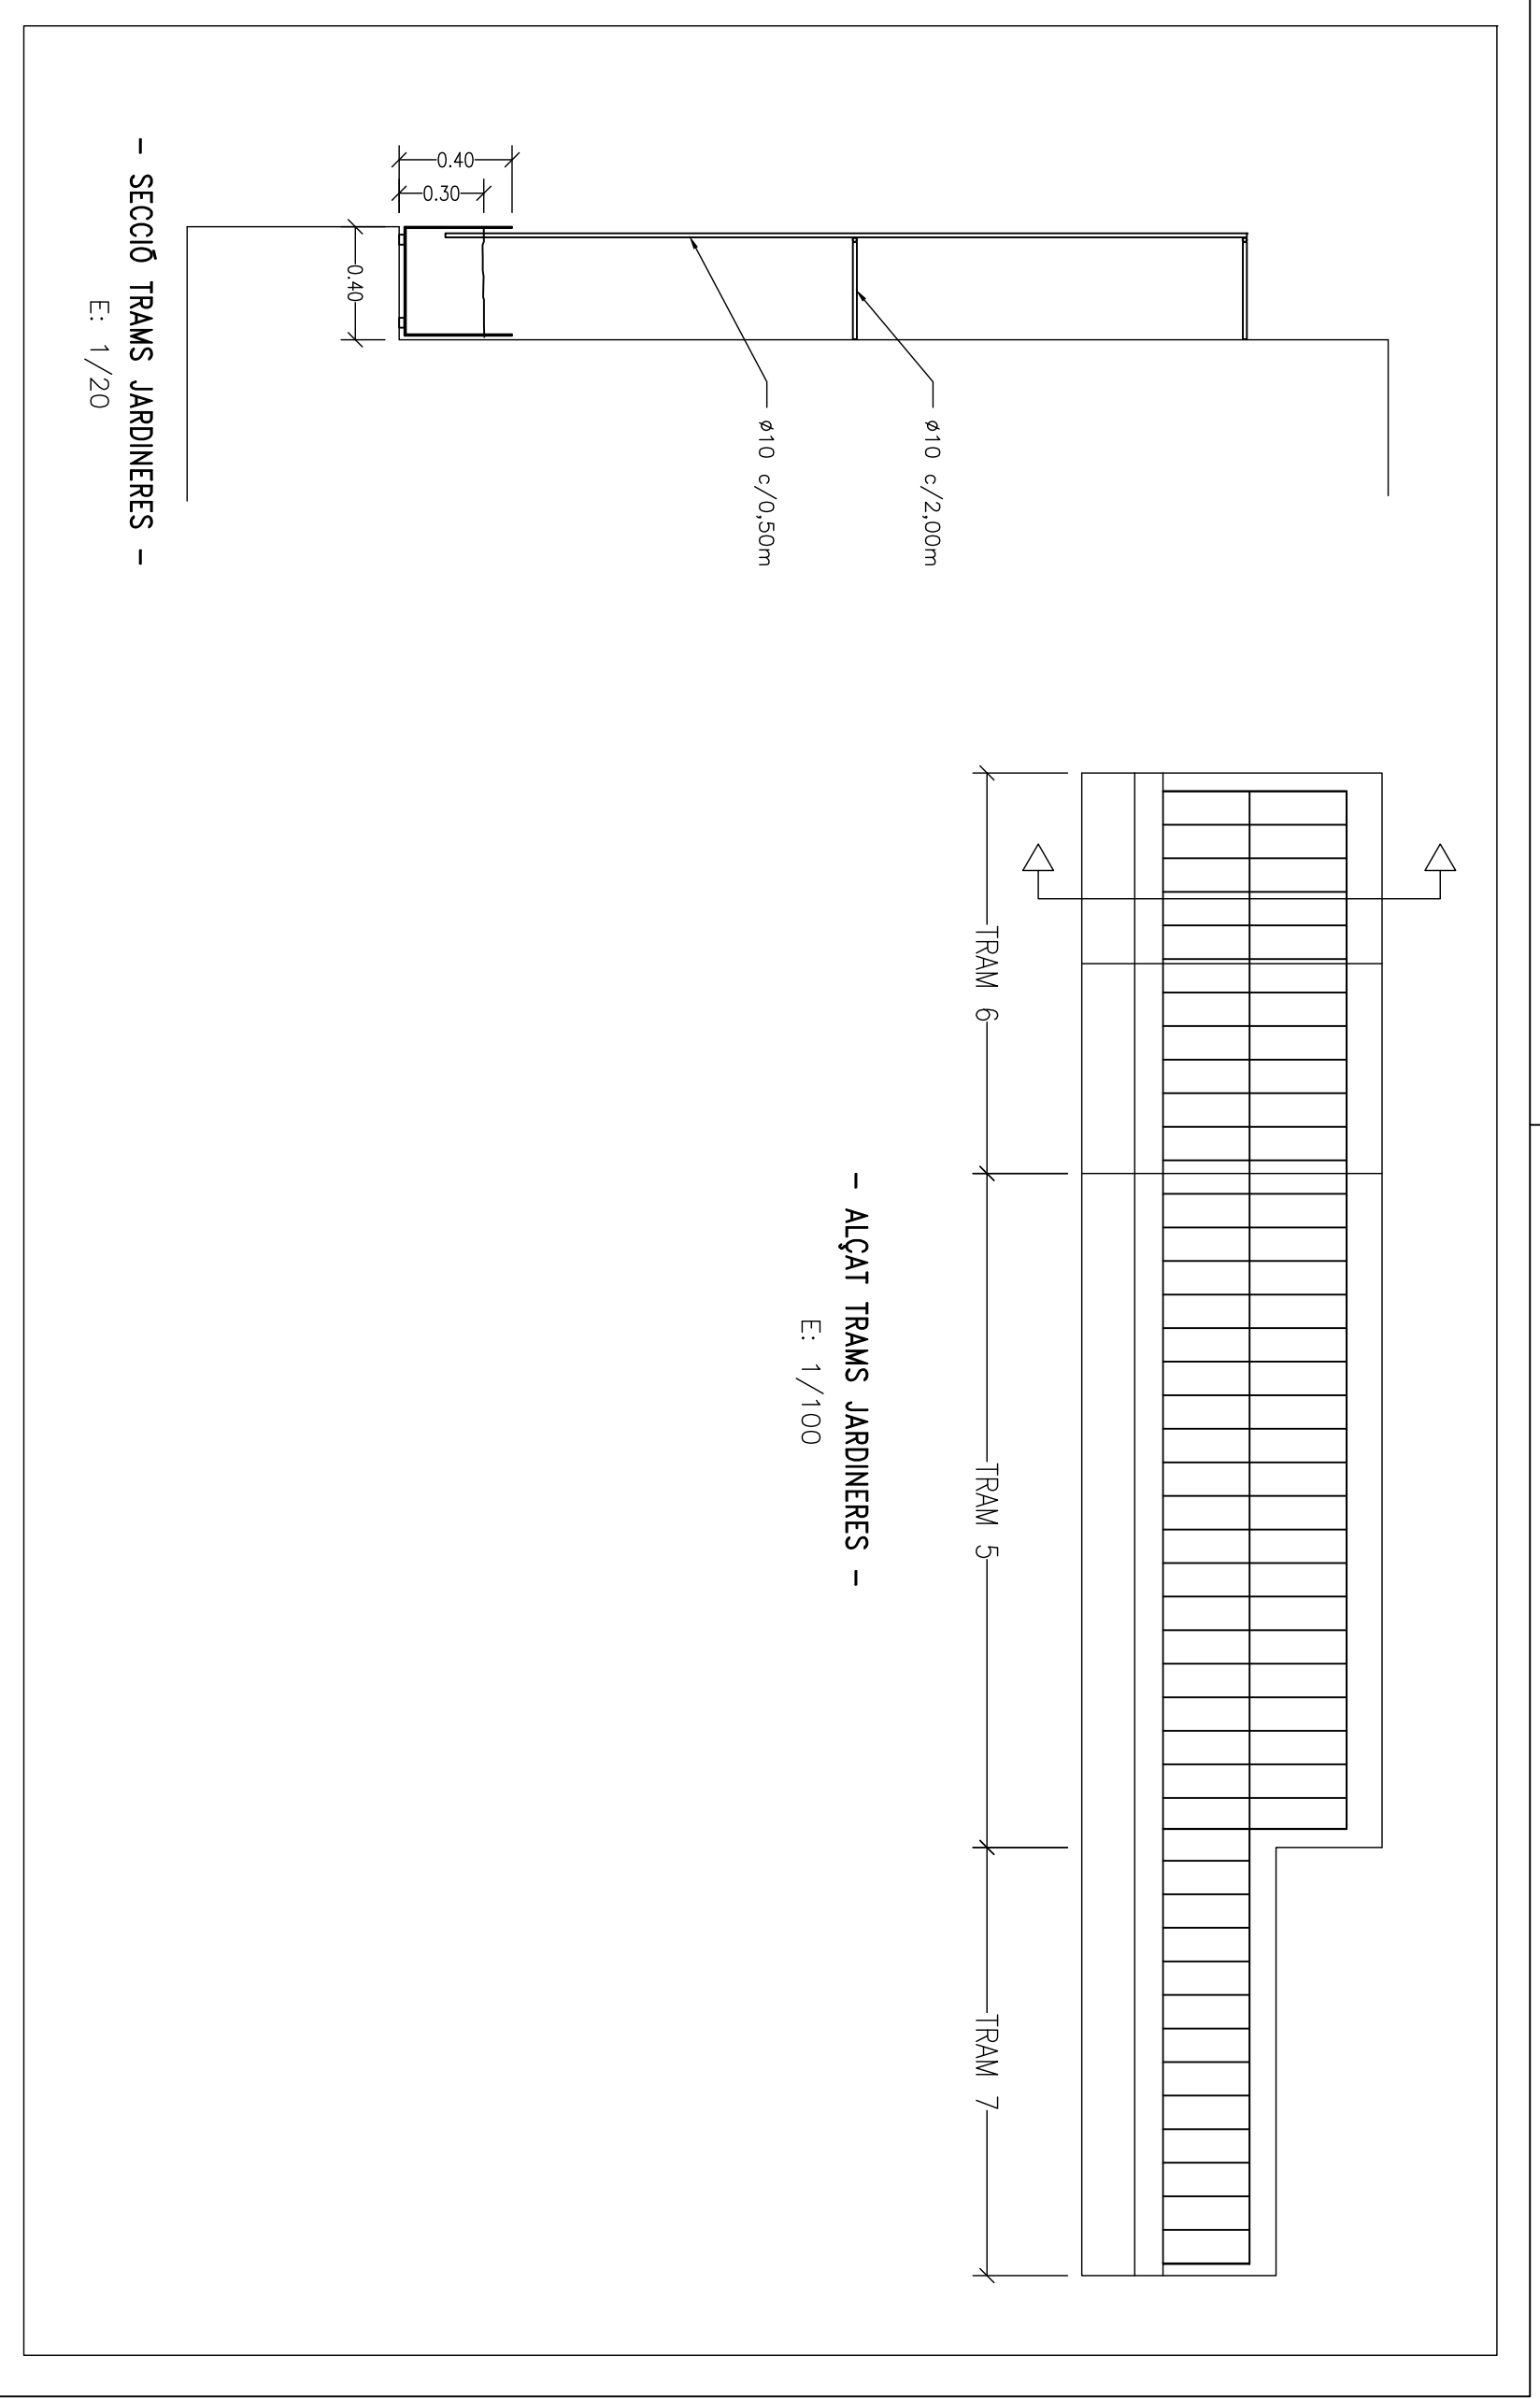 0.40
0.30
0.40
ø10 c/0,50m
ø10 c/2,00m
- SECCIÓ TRAMS JARDINERES -
E: 1/20
TRAM 6
TRAM 5
TRAM 7
- ALÇAT TRAMS JARDINERES -
E: 1/100